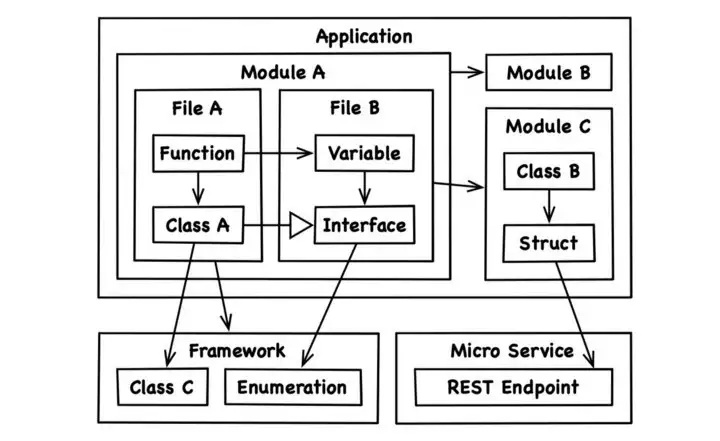 Application
Module A
Module B
File A
File B
Module C
Function
Variable
Class B
Class A
Interface
Struct
Framework
Micro Service
Class C
Enumeration
REST Endpoint